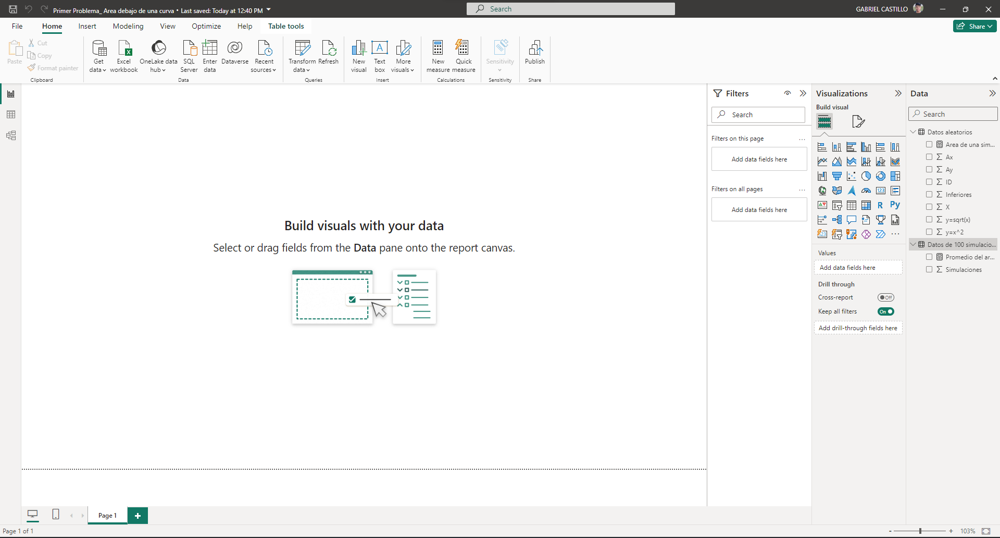 Primer Problema_ Area debajo de una curva • Last saved: Today at 12:40 PM
Search
GABRIEL CASTILLO
File
Home
Insert
Modeling
View
Optimize
Help
Table tools
Share
Paste
Cut
Copy
Format painter
Get data
Excel workbook
OneLake data hub
SQL Server
Enter data
Dataverse
Recent sources
Transform data
Refresh
New visual
Text box
More visuals
New measure
Quick measure
Sensitivity
Publish
Clipboard
Data
Queries
Insert
Calculations
Sensitivity
Share
Build visuals with your data
Select or drag fields from the Data pane onto the report canvas.
Filters
Search
Filters on this page
...
Add data fields here
Filters on all pages
...
Add data fields here
Visualizations
Build visual
123
R
Py
123
...
Values
Add data fields here
Drill through
Cross-report
Off
Keep all filters
On
Add drill-through fields here
Data
Search
Datos aleatorios
Area de una sim...
Ax
Ay
ID
Inferiores
X
y=sqrt(x)
y=x^2
Datos de 100 simulacio...
Promedio del ar...
Simulaciones
Page 1
+
Page 1 of 1
-
+
103%